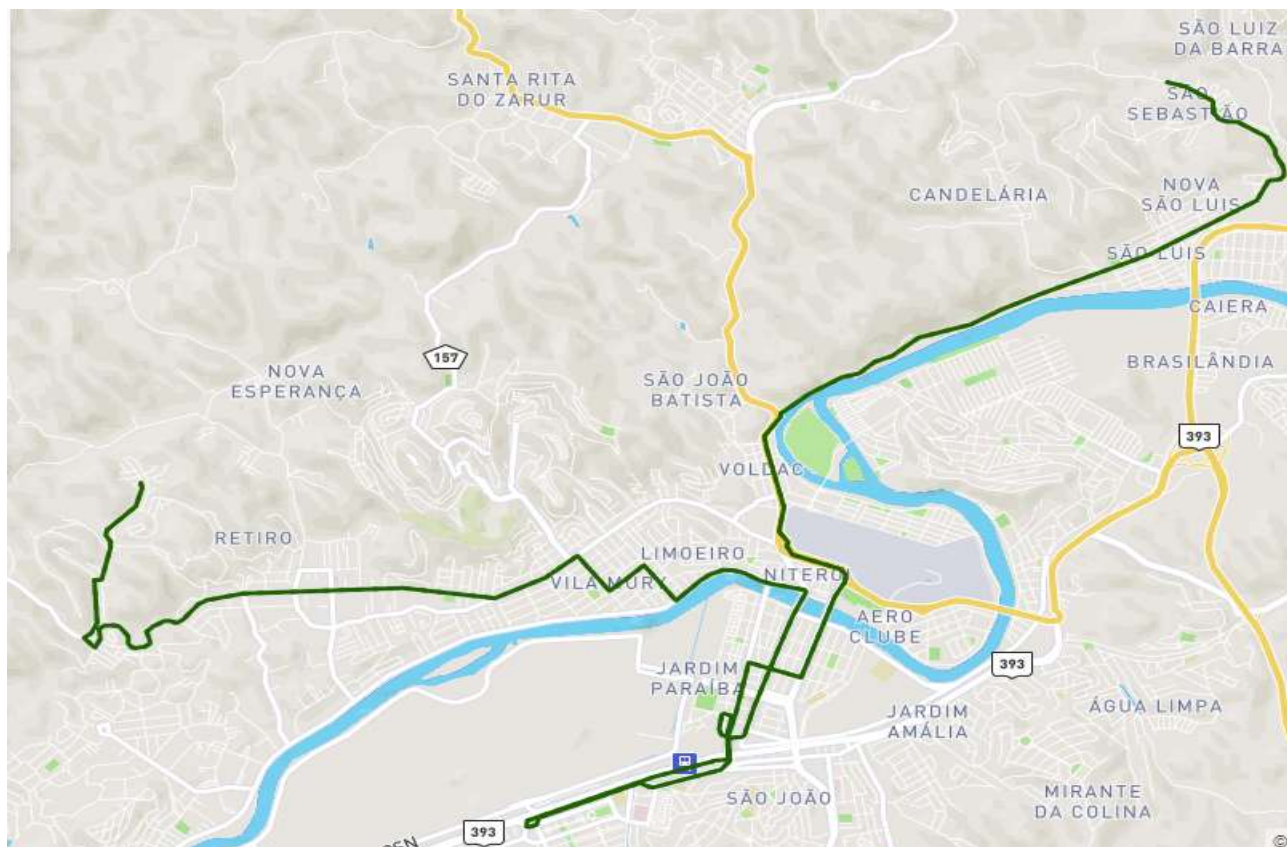 SÃO LUIZ
DA BARRA
SANTA RITA
DO ZARUR
SÃO
SEBASTIÃO
CANDELÁRIA
NOVA
SÃO LUIS
SÃO LUIS
CAIERA
157
BRASILÂNDIA
NOVA
ESPERANÇA
SÃO JOÃO
BATISTA
393
VOLDAC
RETIRO
LIMOEIRO
VILA MURY
NITERÓI
AERO
CLUBE
JARDIM
PARAÍBA
393
JARDIM
AMÁLIA
ÁGUA LIMPA
SÃO JOÃO
MIRANTE
DA COLINA
393
©